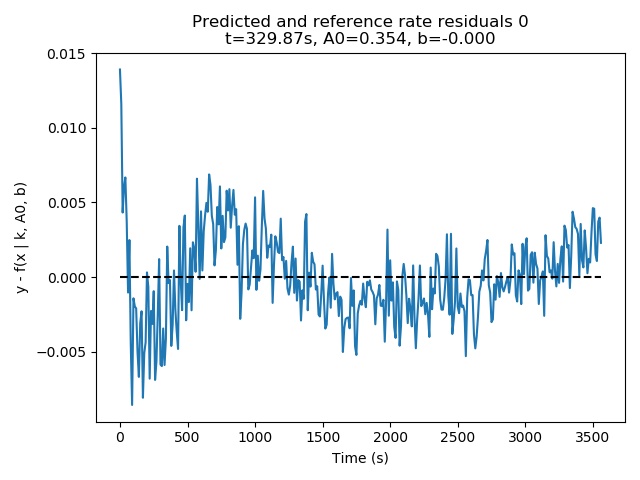 Predicted and reference rate residuals 0
t=329.87s, A0=0.354, b=-0.000
y - f(x | k, A0, b)
0.015
0.010
0.005
0.000
−0.005
0 500 1000 1500 2000 2500 3000 3500
Time (s)